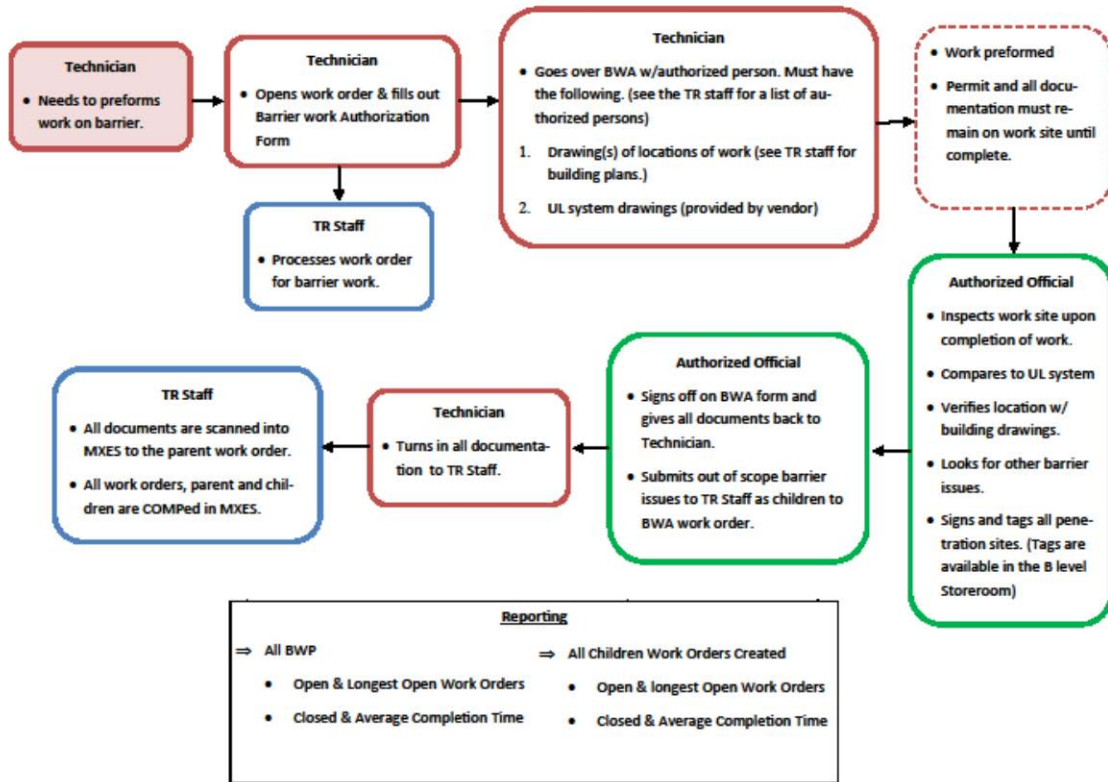 Technician
• Needs to preforms
work on barrier.
Technician
• Opens work order & fills out
Barrier work Authorization
Form
TR Staff
• Processes work order
for barrier work.
Technician
• Goes over BWA w/authorized person. Must have
the following. (see the TR staff for a list of au-
thorized persons)
1. Drawing(s) of locations of work (see TR staff for
building plans.)
2. UL system drawings (provided by vendor)
• Work preformed
• Permit and all docu-
mentation must re-
main on work site until
complete.
Authorized Official
• Inspects work site upon
completion of work.
• Compares to UL system
• Verifies location w/
building drawings.
• Looks for other barrier
issues.
• Signs and tags all pene-
tration sites. (Tags are
available in the B level
Storeroom)
Authorized Official
• Signs off on BWA form and
gives all documents back to
Technician.
• Submits out of scope barrier
issues to TR Staff as children to
BWA work order.
Technician
• Turns in all documenta-
tion to TR Staff.
TR Staff
• All documents are scanned into
MXES to the parent work order.
• All work orders, parent and chil-
dren are COMPed in MXES.
Reporting
⇒ All BWP
• Open & Longest Open Work Orders
• Closed & Average Completion Time
⇒ All Children Work Orders Created
• Open & longest Open Work Orders
• Closed & Average Completion Time